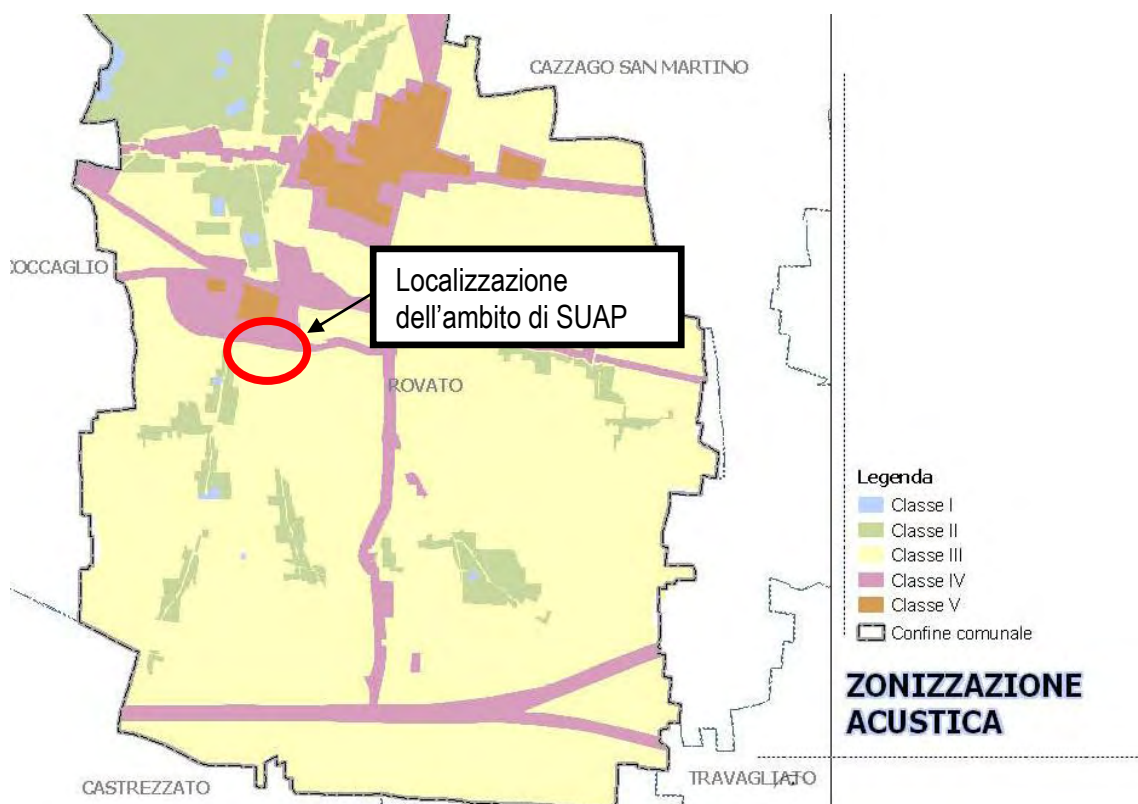 CAZZAGO SAN MARTINO
COCCAGLIO
Localizzazione
dell'ambito di SUAP
ROVATO
Legenda
Classe I
Classe II
Classe III
Classe IV
Classe V
Confine comunale
ZONIZZAZIONE
ACUSTICA
CASTREZZATO
TRAVAGLIATO